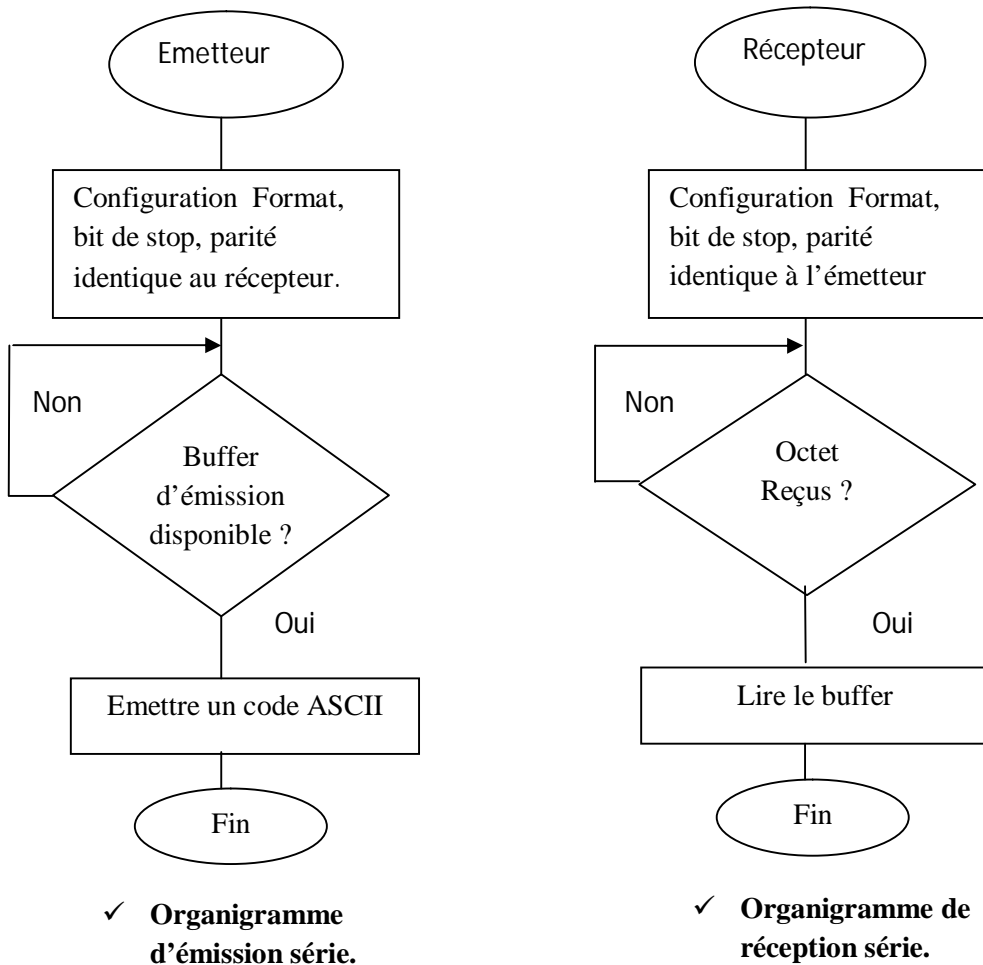 Emetteur
Configuration Format,
bit de stop, parité
identique au récepteur.
Non
Buffer
d’émission
disponible ?
Oui
Emettre un code ASCII
Fin
✓ Organigramme
d’émission série.
Récepteur
Configuration Format,
bit de stop, parité
identique à l’émetteur
Non
Octet
Reçus ?
Oui
Lire le buffer
Fin
✓ Organigramme de
réception série.